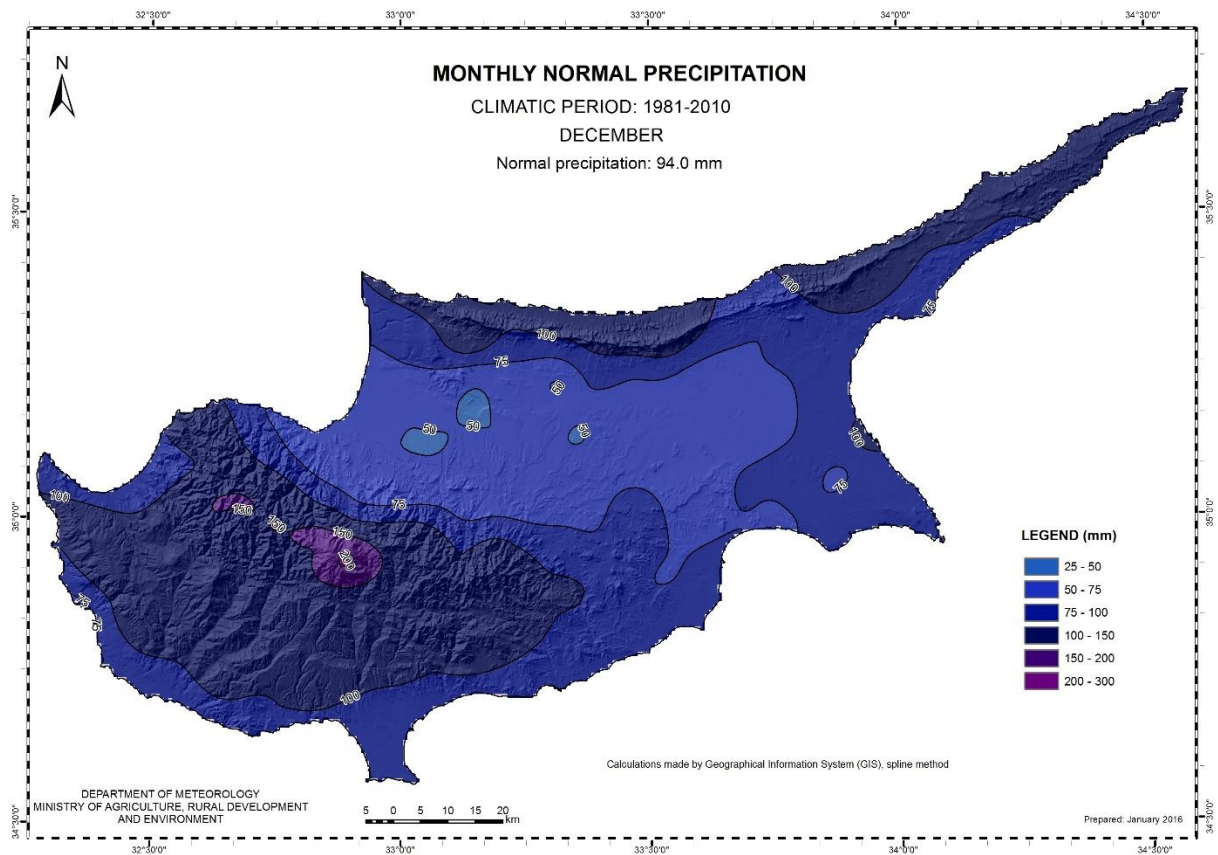 32°30'0"
33°0'0"
33°30'0"
34°0'0"
34°30'0"
N
MONTHLY NORMAL PRECIPITATION
CLIMATIC PERIOD: 1981-2010
DECEMBER
Normal precipitation: 94.0 mm
35°30'0"
35°30'0"
100
100
75
75
50
100
50
50
50
75
75
100
35°0'0"
35°0'0"
150
150
150
200
75
75
100
LEGEND (mm)
25 - 50
50 - 75
75 - 100
100 - 150
150 - 200
200 - 300
Calculations made by Geographical Information System (GIS), spline method
DEPARTMENT OF METEOROLOGY
MINISTRY OF AGRICULTURE, RURAL DEVELOPMENT
AND ENVIRONMENT
5 0 5 10 15 20
km
Prepared: January 2016
34°30'0"
34°30'0"
32°30'0"
33°0'0"
33°30'0"
34°0'0"
34°30'0"